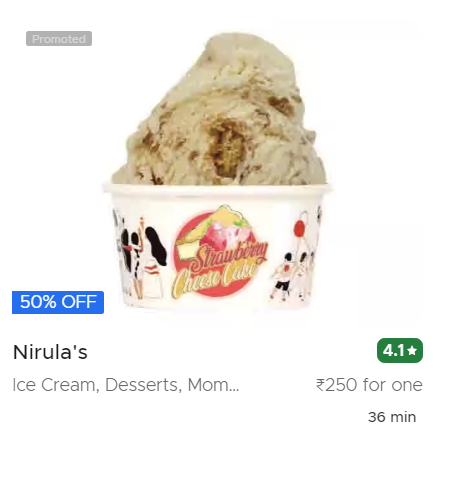 Promoted
Strawberry
Cheese Cake
50% OFF
Nirula's
4.1★
Ice Cream, Desserts, Mom...
₹250 for one
36 min